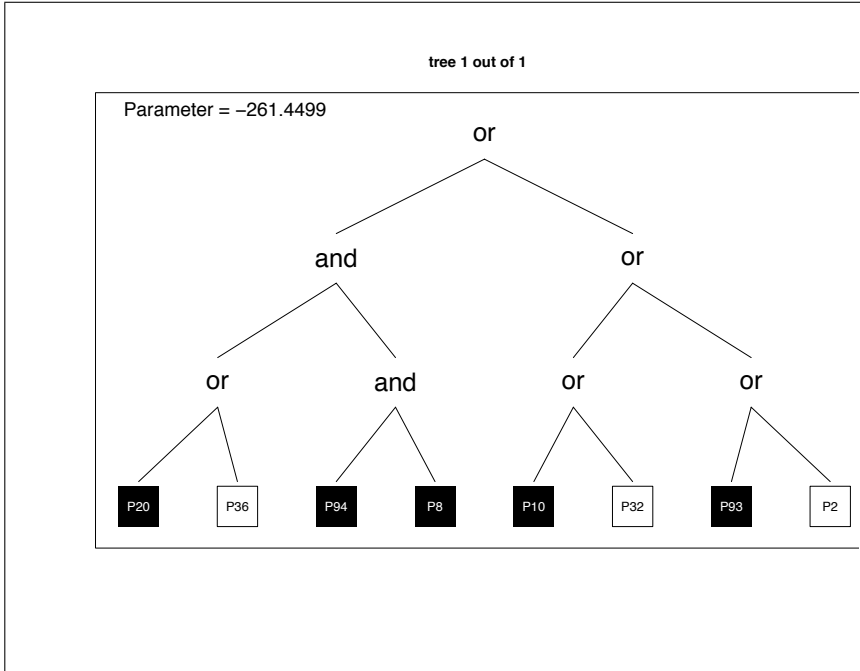 tree 1 out of 1
Parameter = −261.4499
or
and or
or and or or
P20 P36 P94 P8 P10 P32 P93 P2